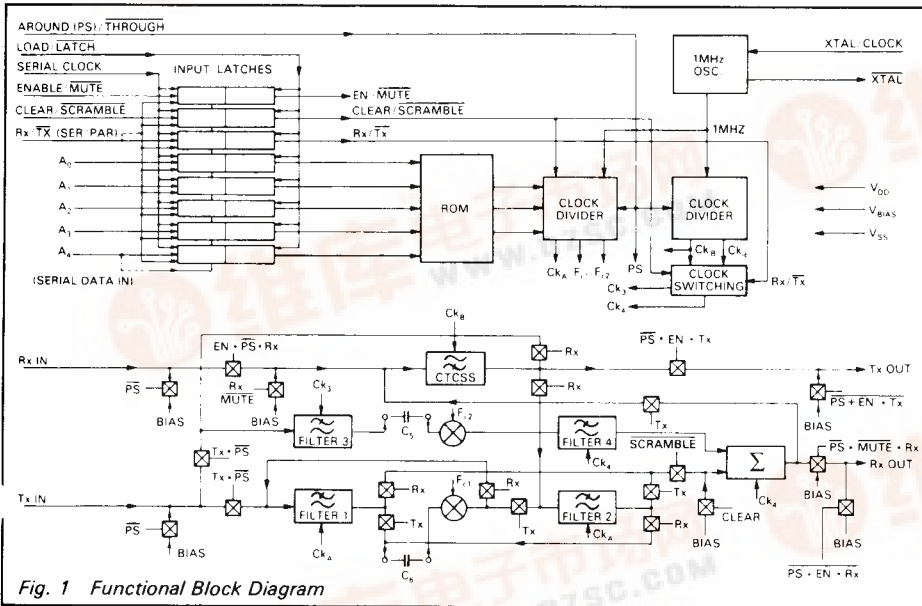 AROUND (PS)/THROUGH
LOAD/LATCH
SERIAL CLOCK
INPUT LATCHES
ENABLE/MUTE
EN/MUTE
CLEAR/SCRAMBLE
CLEAR/SCRAMBLE
Rx/TX (SER/PAR)
Rx/Tx
A0
A1
A2
A3
A4
(SERIAL DATA IN)
ROM
CLOCK DIVIDER
CkA
Fc2
PS
1MHz OSC.
XTAL/CLOCK
XTAL
1MHZ
CLOCK DIVIDER
CkB
CLOCK SWITCHING
Ck3
Ck4
Rx/Tx
VDD
VBIAS
VSS
CkB
Rx IN
EN • PS • Rx
PS
BIAS
Rx
MUTE
BIAS
Ck3
CTCSS
Rx
Rx
PS • EN • Tx
Tx OUT
PS + EN • Tx
BIAS
Tx
FILTER 3
C5
Fc2
FILTER 4
Ck4
SCRAMBLE
Σ
Ck4
PS • MUTE • Rx
Rx OUT
BIAS
PS • EN • Rx
Tx • PS
Tx • PS
Tx IN
PS
BIAS
FILTER 1
CkA
Rx
Tx
C6
Fc1
Rx
Tx
FILTER 2
CkA
Tx
Rx
CLEAR
BIAS
Fig. 1 Functional Block Diagram